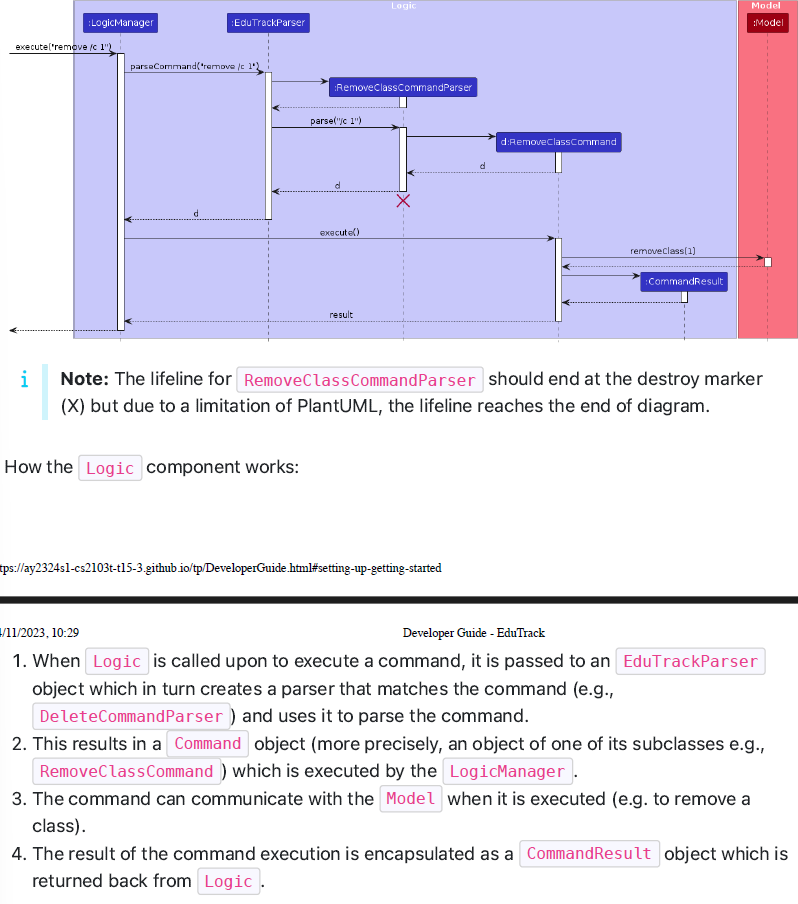 Logic
Model
:LogicManager
:EduTrackParser
:Model
execute("remove /c 1")
parseCommand("remove /c 1")
:RemoveClassCommandParser
parse("/c 1")
d:RemoveClassCommand
d
d
d
execute()
removeClass(1)
:CommandResult
result
i
Note: The lifeline for RemoveClassCommandParser should end at the destroy marker
(X) but due to a limitation of PlantUML, the lifeline reaches the end of diagram.
How the Logic component works:
tps://ay2324s1-cs2103t-t15-3.github.io/tp/DeveloperGuide.html#setting-up-getting-started
/11/2023, 10:29 Developer Guide - EduTrack
1. When Logic is called upon to execute a command, it is passed to an EduTrackParser
object which in turn creates a parser that matches the command (e.g.,
DeleteCommandParser) and uses it to parse the command.
2. This results in a Command object (more precisely, an object of one of its subclasses e.g.,
RemoveClassCommand) which is executed by the LogicManager.
3. The command can communicate with the Model when it is executed (e.g. to remove a
class).
4. The result of the command execution is encapsulated as a CommandResult object which is
returned back from Logic.